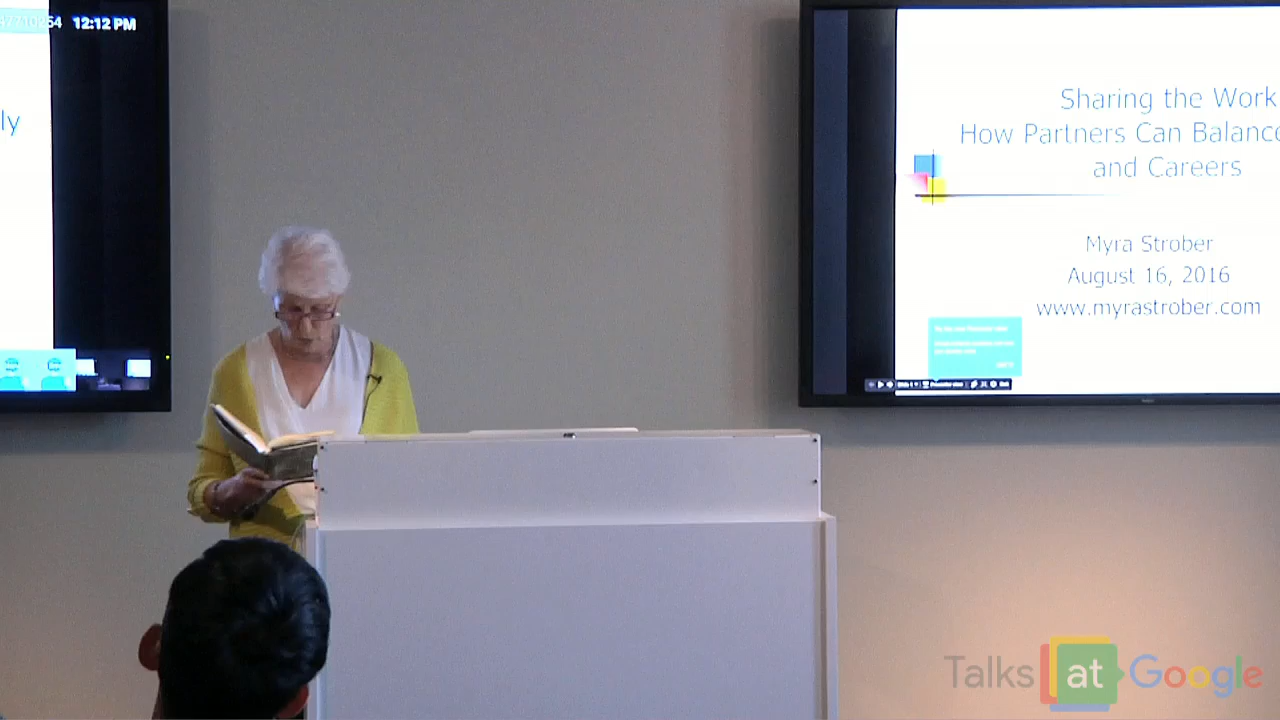 12:12 PM
ly
Sharing the Work
How Partners Can Balance
and Careers
Myra Strober
August 16, 2016
www.myrastrober.com
Talks at Google